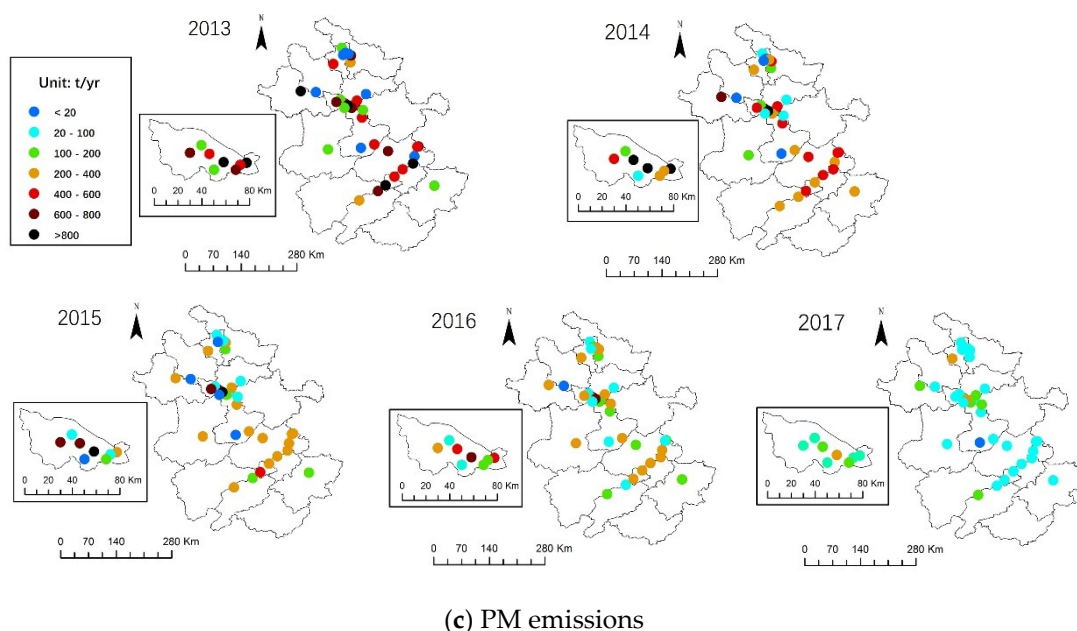 2013
N
2014
N
Unit: t/yr
< 20
20 - 100
100 - 200
200 - 400
400 - 600
600 - 800
>800
0 20 40 80 Km
0 20 40 80 Km
0 70 140 280 Km
0 70 140 280 Km
2015
N
2016
N
2017
N
0 20 40 80
0 20 40 80
0 20 40 80 Km
0 70 140 280 Km
0 70 140 280 Km
0 70 140 280 Km
(c) PM emissions